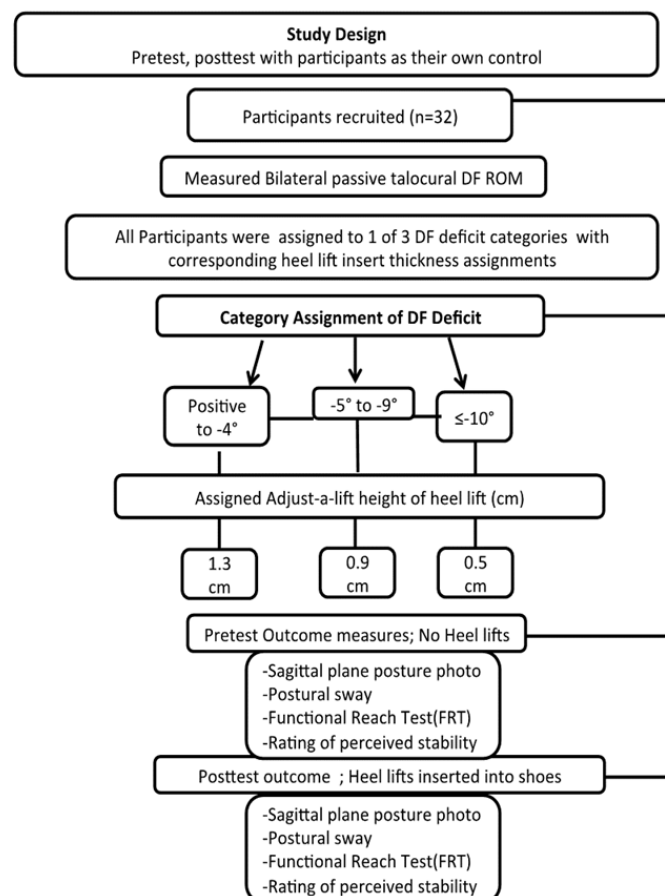 Study Design
Pretest, posttest with participants as their own control
Participants recruited (n=32)
Measured Bilateral passive talocural DF ROM
All Participants were assigned to 1 of 3 DF deficit categories with
corresponding heel lift insert thickness assignments
Category Assignment of DF Deficit
Positive
to -4°
-5° to -9°
≤-10°
Assigned Adjust-a-lift height of heel lift (cm)
1.3
cm
0.9
cm
0.5
cm
Pretest Outcome measures; No Heel lifts
-Sagittal plane posture photo
-Postural sway
-Functional Reach Test(FRT)
-Rating of perceived stability
Posttest outcome ; Heel lifts inserted into shoes
-Sagittal plane posture photo
-Postural sway
-Functional Reach Test(FRT)
-Rating of perceived stability